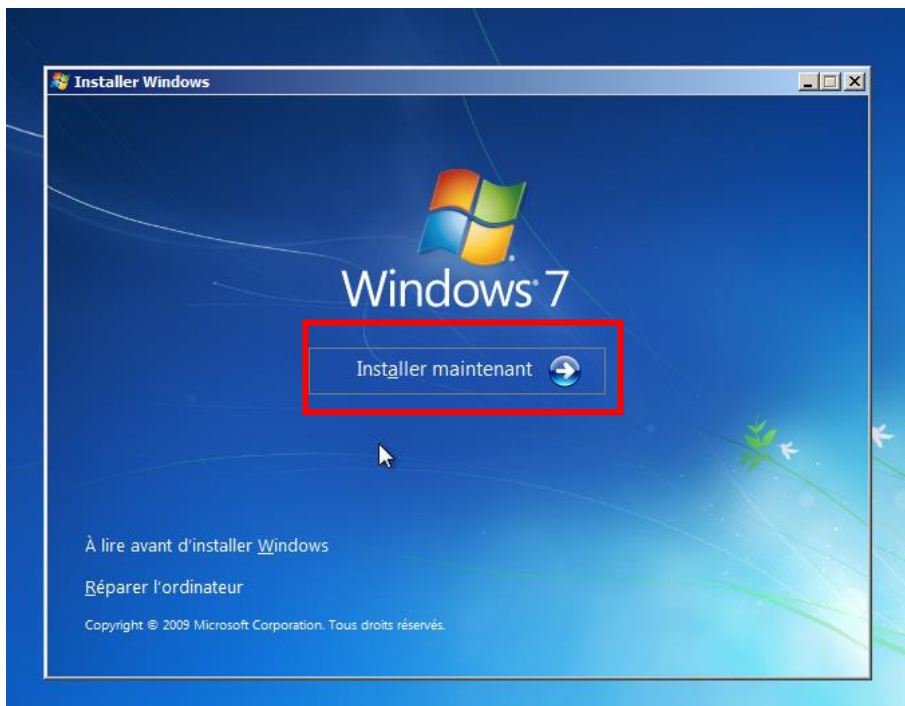 Installer Windows
Windows® 7
Installer maintenant
À lire avant d'installer Windows
Réparer l'ordinateur
Copyright © 2009 Microsoft Corporation. Tous droits réservés.